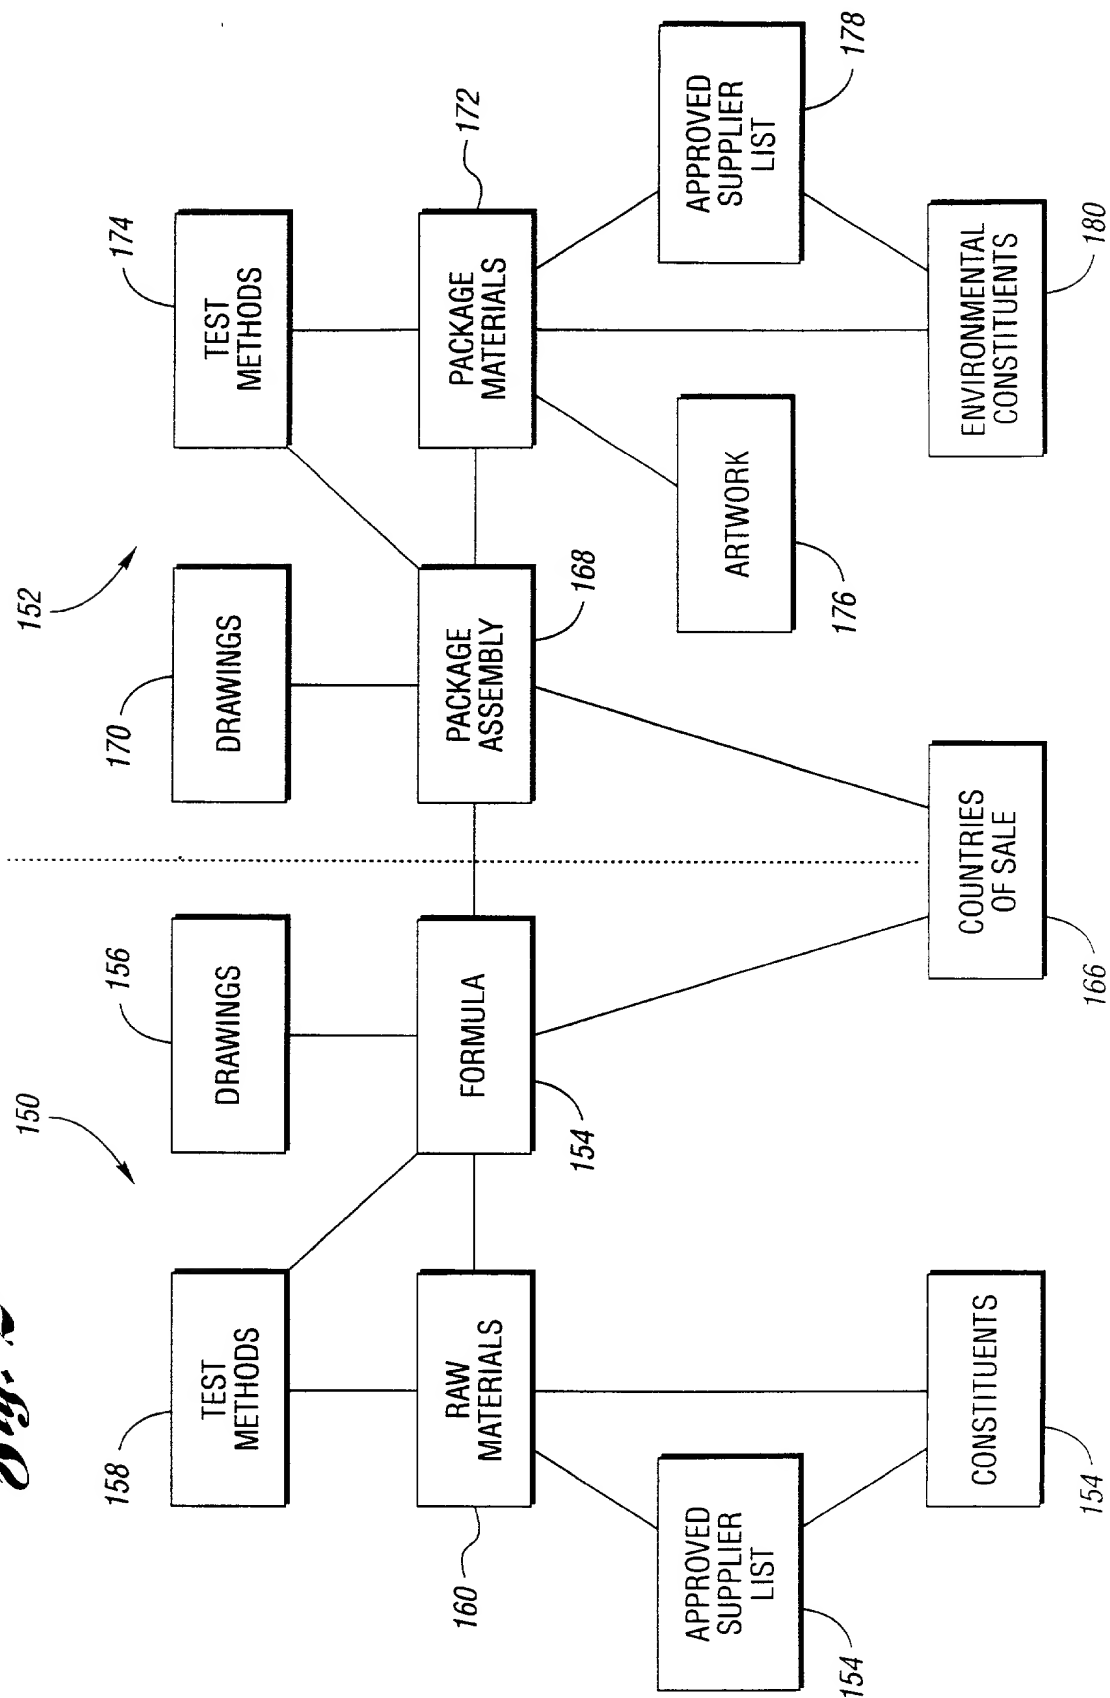 150
152
158
156
170
174
TEST
METHODS
DRAWINGS
DRAWINGS
TEST
METHODS
160
RAW
MATERIALS
FORMULA
154
PACKAGE
ASSEMBLY
168
PACKAGE
MATERIALS
172
APPROVED
SUPPLIER
LIST
154
ARTWORK
176
APPROVED
SUPPLIER
LIST
178
CONSTITUENTS
154
COUNTRIES
OF SALE
166
ENVIRONMENTAL
CONSTITUENTS
180